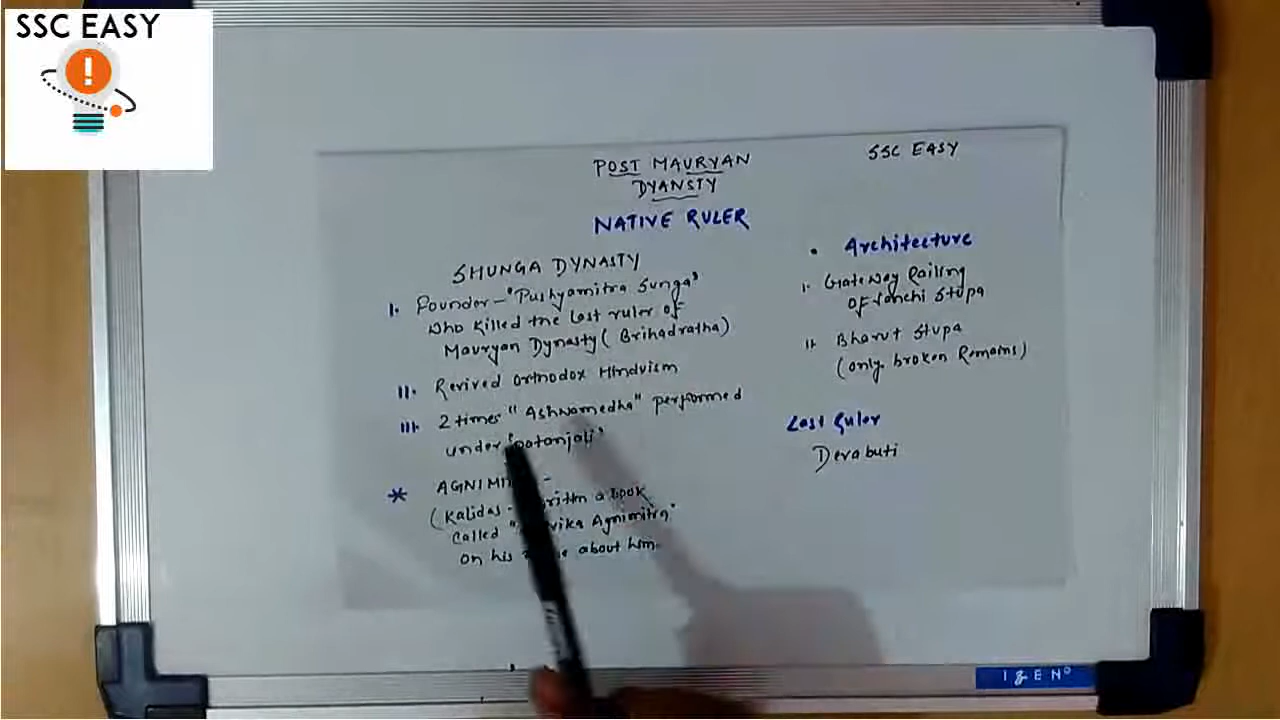 SSC EASY
POST MAURYAN
DYANSTY
SSC EASY
NATIVE RULER
SHUNGA DYNASTY
I. Founder - "Pushyamitra Sunga"
who killed the last ruler of
Mauryan Dynasty ( Brihadratha)
II. Revived orthodox Hinduism
III. 2 times "Ashwamedha" performed
under 'patanjali'
* AGNIM
(Kalidas - a book
called " Agnimitra"
on his about him.
• Architecture
I. Gateway Railing
of Sanchi Stupa
II. Bharut Stupa
(only broken Remains)
Last Ruler
Devabuti
IZEN